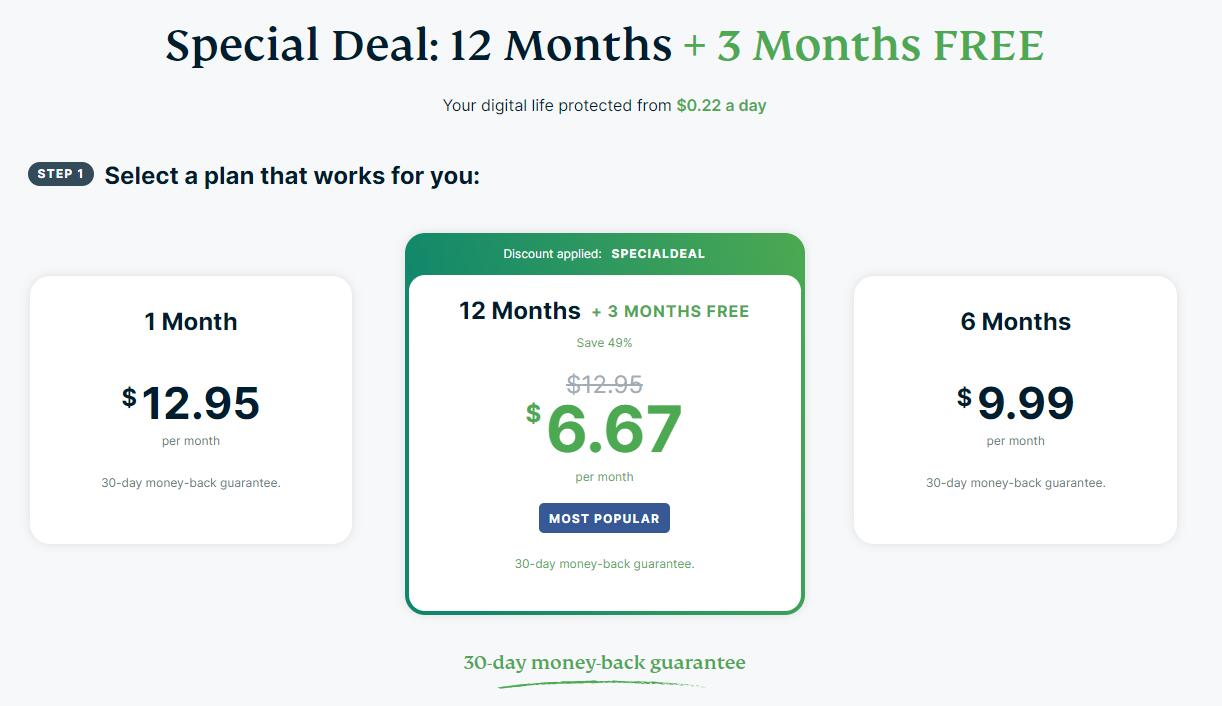 Special Deal: 12 Months + 3 Months FREE
Your digital life protected from $0.22 a day
STEP 1 Select a plan that works for you:
1 Month
$12.95
per month
30-day money-back guarantee.
Discount applied: SPECIALDEAL
12 Months + 3 MONTHS FREE
Save 49%
$12.95
$6.67
per month
MOST POPULAR
30-day money-back guarantee.
6 Months
$9.99
per month
30-day money-back guarantee.
30-day money-back guarantee